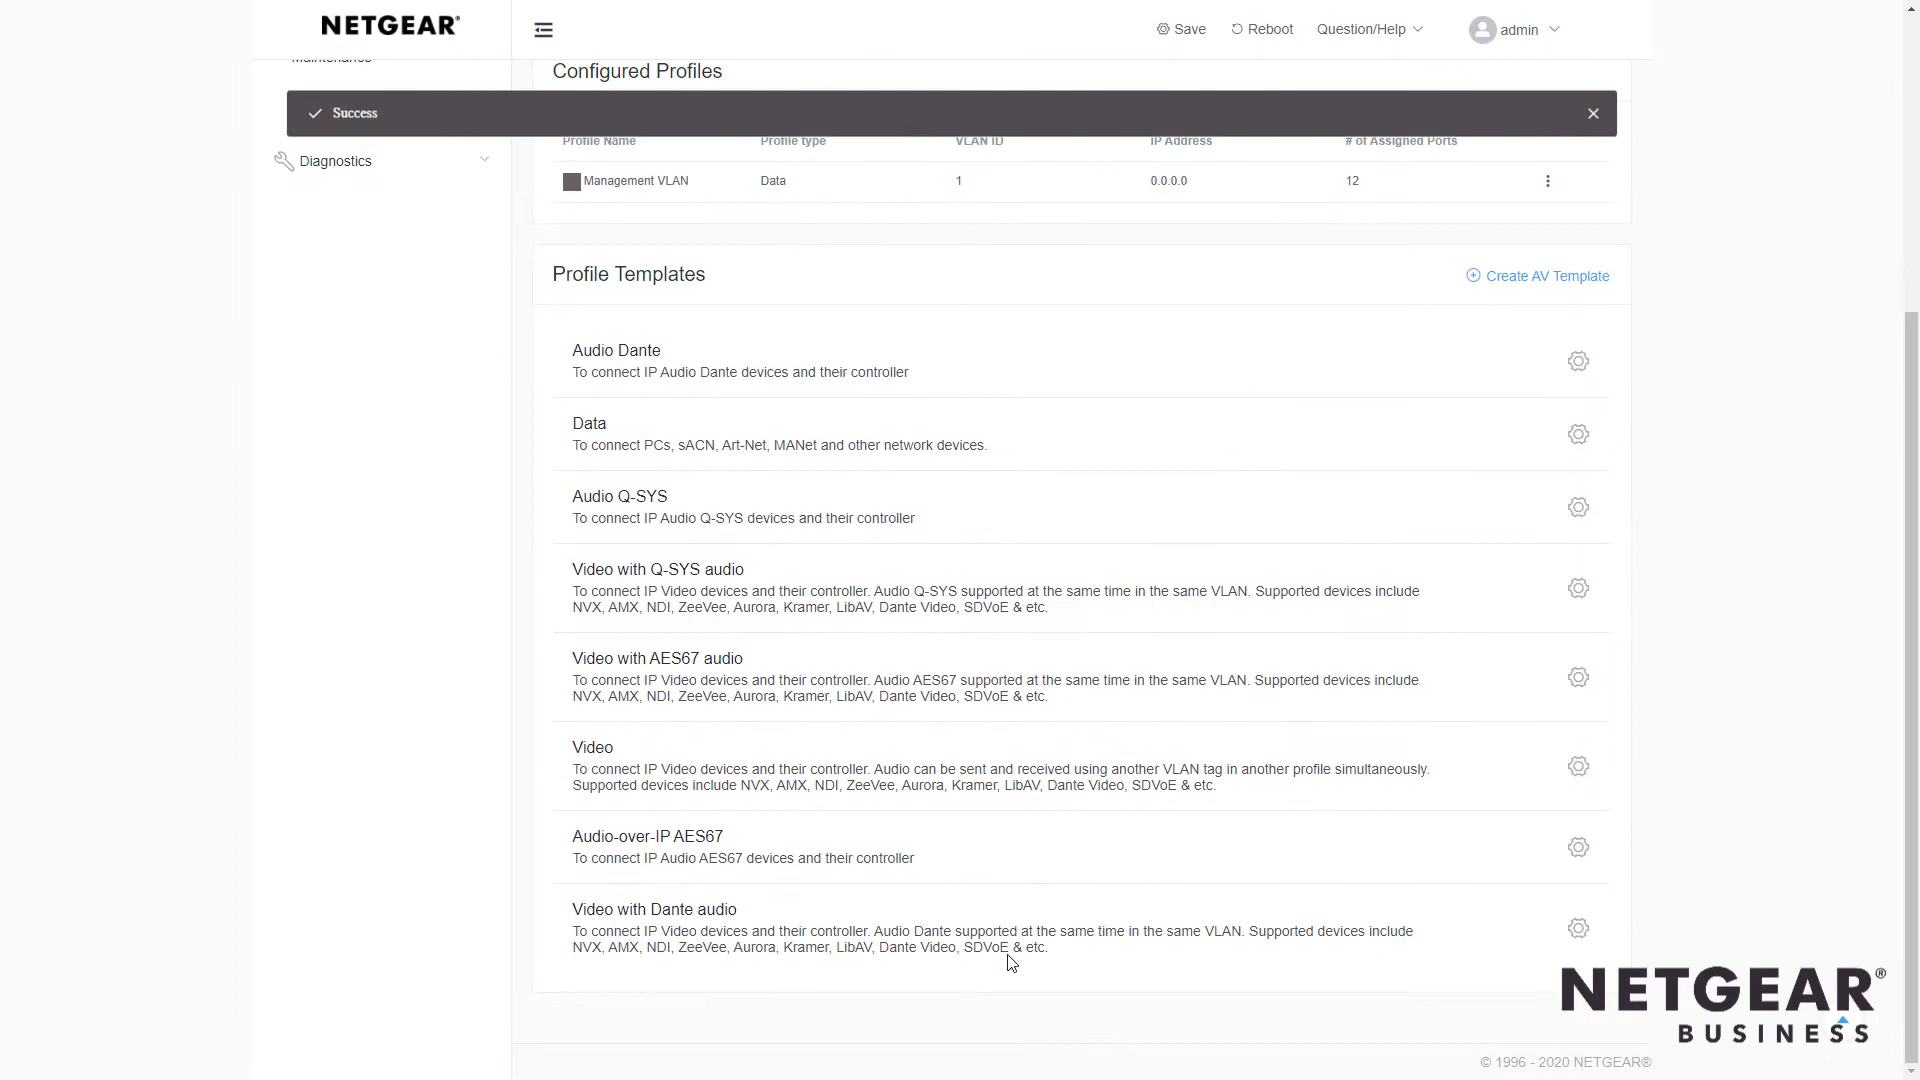 NETGEAR®
Save
Reboot
Question/Help
admin
Maintenance
Configured Profiles
Success
Profile Name
Profile type
VLAN ID
IP Address
# of Assigned Ports
Diagnostics
Management VLAN
Data
1
0.0.0.0
12
Profile Templates
Create AV Template
Audio Dante
To connect IP Audio Dante devices and their controller
Data
To connect PCs, sACN, Art-Net, MANet and other network devices.
Audio Q-SYS
To connect IP Audio Q-SYS devices and their controller
Video with Q-SYS audio
To connect IP Video devices and their controller. Audio Q-SYS supported at the same time in the same VLAN. Supported devices include
NVX, AMX, NDI, ZeeVee, Aurora, Kramer, LibAV, Dante Video, SDVoE & etc.
Video with AES67 audio
To connect IP Video devices and their controller. Audio AES67 supported at the same time in the same VLAN. Supported devices include
NVX, AMX, NDI, ZeeVee, Aurora, Kramer, LibAV, Dante Video, SDVoE & etc.
Video
To connect IP Video devices and their controller. Audio can be sent and received using another VLAN tag in another profile simultaneously.
Supported devices include NVX, AMX, NDI, ZeeVee, Aurora, Kramer, LibAV, Dante Video, SDVoE & etc.
Audio-over-IP AES67
To connect IP Audio AES67 devices and their controller
Video with Dante audio
To connect IP Video devices and their controller. Audio Dante supported at the same time in the same VLAN. Supported devices include
NVX, AMX, NDI, ZeeVee, Aurora, Kramer, LibAV, Dante Video, SDVoE & etc.
NETGEAR®
BUSINESS
© 1996 - 2020 NETGEAR®